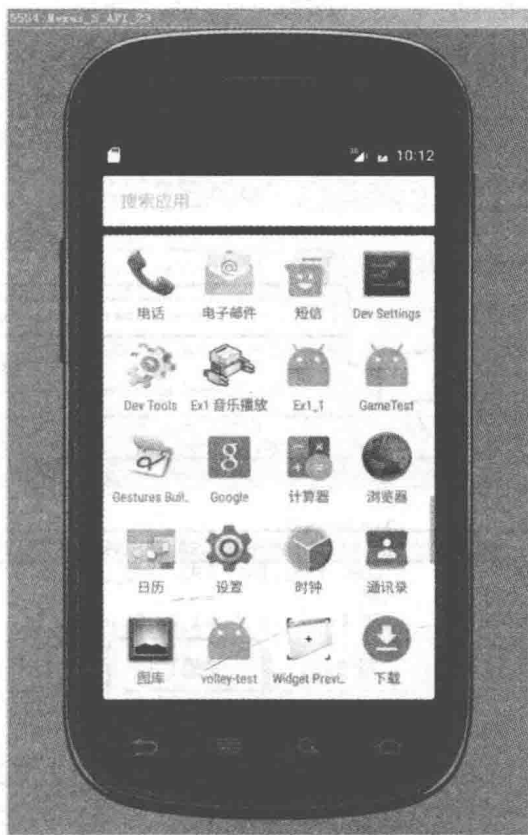 5554:Nexus_S_API_23
10:12
搜索应用...
电话 电子邮件 短信 Dev Settings
Dev Tools Ex1 音乐播放 Ex1_1 GameTest
Gestures Buil.. Google 计算器 浏览器
日历 设置 时钟 通讯录
图库 volley-test Widget Previ.. 下载